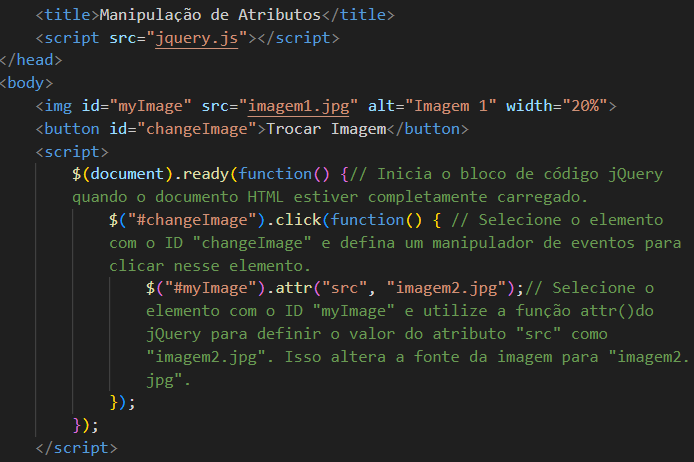 <title>Manipulação de Atributos</title>
<script src="jquery.js"></script>
</head>
<body>
<img id="myImage" src="imagem1.jpg" alt="Imagem 1" width="20%">
<button id="changeImage">Trocar Imagem</button>
<script>
$(document).ready(function() {// Inicia o bloco de código jQuery
quando o documento HTML estiver completamente carregado.
$("#changeImage").click(function() { // Selecione o elemento
com o ID "changeImage" e defina um manipulador de eventos para
clicar nesse elemento.
$("#myImage").attr("src", "imagem2.jpg");// Selecione o
elemento com o ID "myImage" e utilize a função attr()do
jQuery para definir o valor do atributo "src" como
"imagem2.jpg". Isso altera a fonte da imagem para "imagem2.
jpg".
});
});
</script>